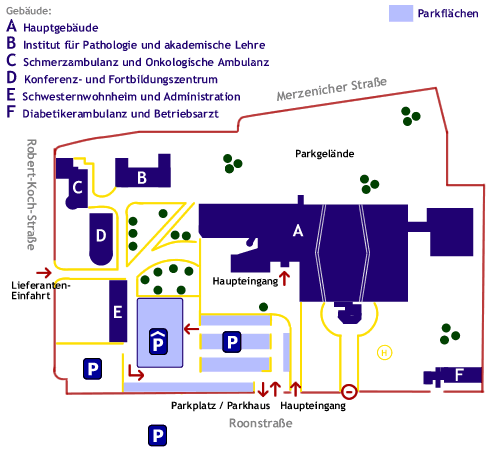 Gebäude:
A Hauptgebäude
B Institut für Pathologie und akademische Lehre
C Schmerzambulanz und Onkologische Ambulanz
D Konferenz- und Fortbildungszentrum
E Schwesternwohnheim und Administration
F Diabetikerambulanz und Betriebsarzt
Parkflächen
Merzenicher Straße
Robert-Koch-Straße
Parkgelände
C
B
A
D
Haupteingang
Lieferanten-
Einfahrt
E
P
P
P
H
F
Parkplatz / Parkhaus
Haupteingang
Roonstraße
P